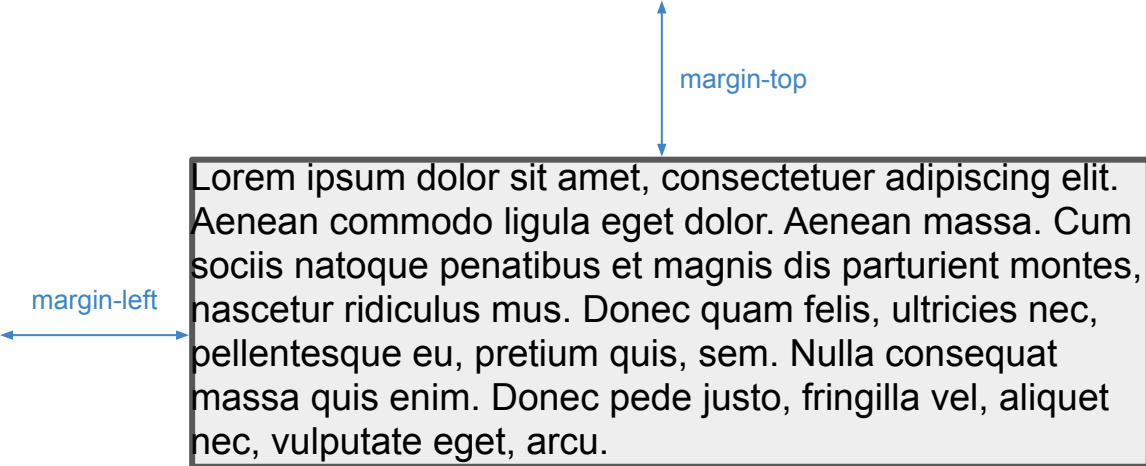 margin-top
Lorem ipsum dolor sit amet, consectetuer adipiscing elit.
Aenean commodo ligula eget dolor. Aenean massa. Cum
sociis natoque penatibus et magnis dis parturient montes,
margin-left
nascetur ridiculus mus. Donec quam felis, ultricies nec,
pellentesque eu, pretium quis, sem. Nulla consequat
massa quis enim. Donec pede justo, fringilla vel, aliquet
nec, vulputate eget, arcu.